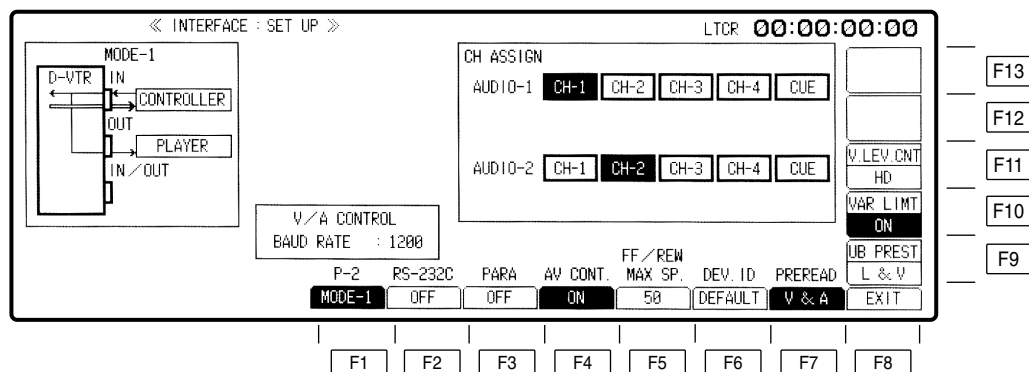 ≪ INTERFACE : SET UP ≫
LTCR 00:00:00:00
MODE-1
D-VTR
IN
CONTROLLER
OUT
PLAYER
IN/OUT
CH ASSIGN
AUDIO-1 CH-1 CH-2 CH-3 CH-4 CUE
AUDIO-2 CH-1 CH-2 CH-3 CH-4 CUE
V/A CONTROL
BAUD RATE : 1200
V.LEV.CNT
HD
VAR LIMT
ON
UB PREST
L & V
EXIT
P-2 RS-232C PARA AV CONT. FF/REW MAX SP. DEV. ID PREREAD
MODE-1 OFF OFF ON 50 DEFAULT V & A
F13
F12
F11
F10
F9
F1 F2 F3 F4 F5 F6 F7 F8